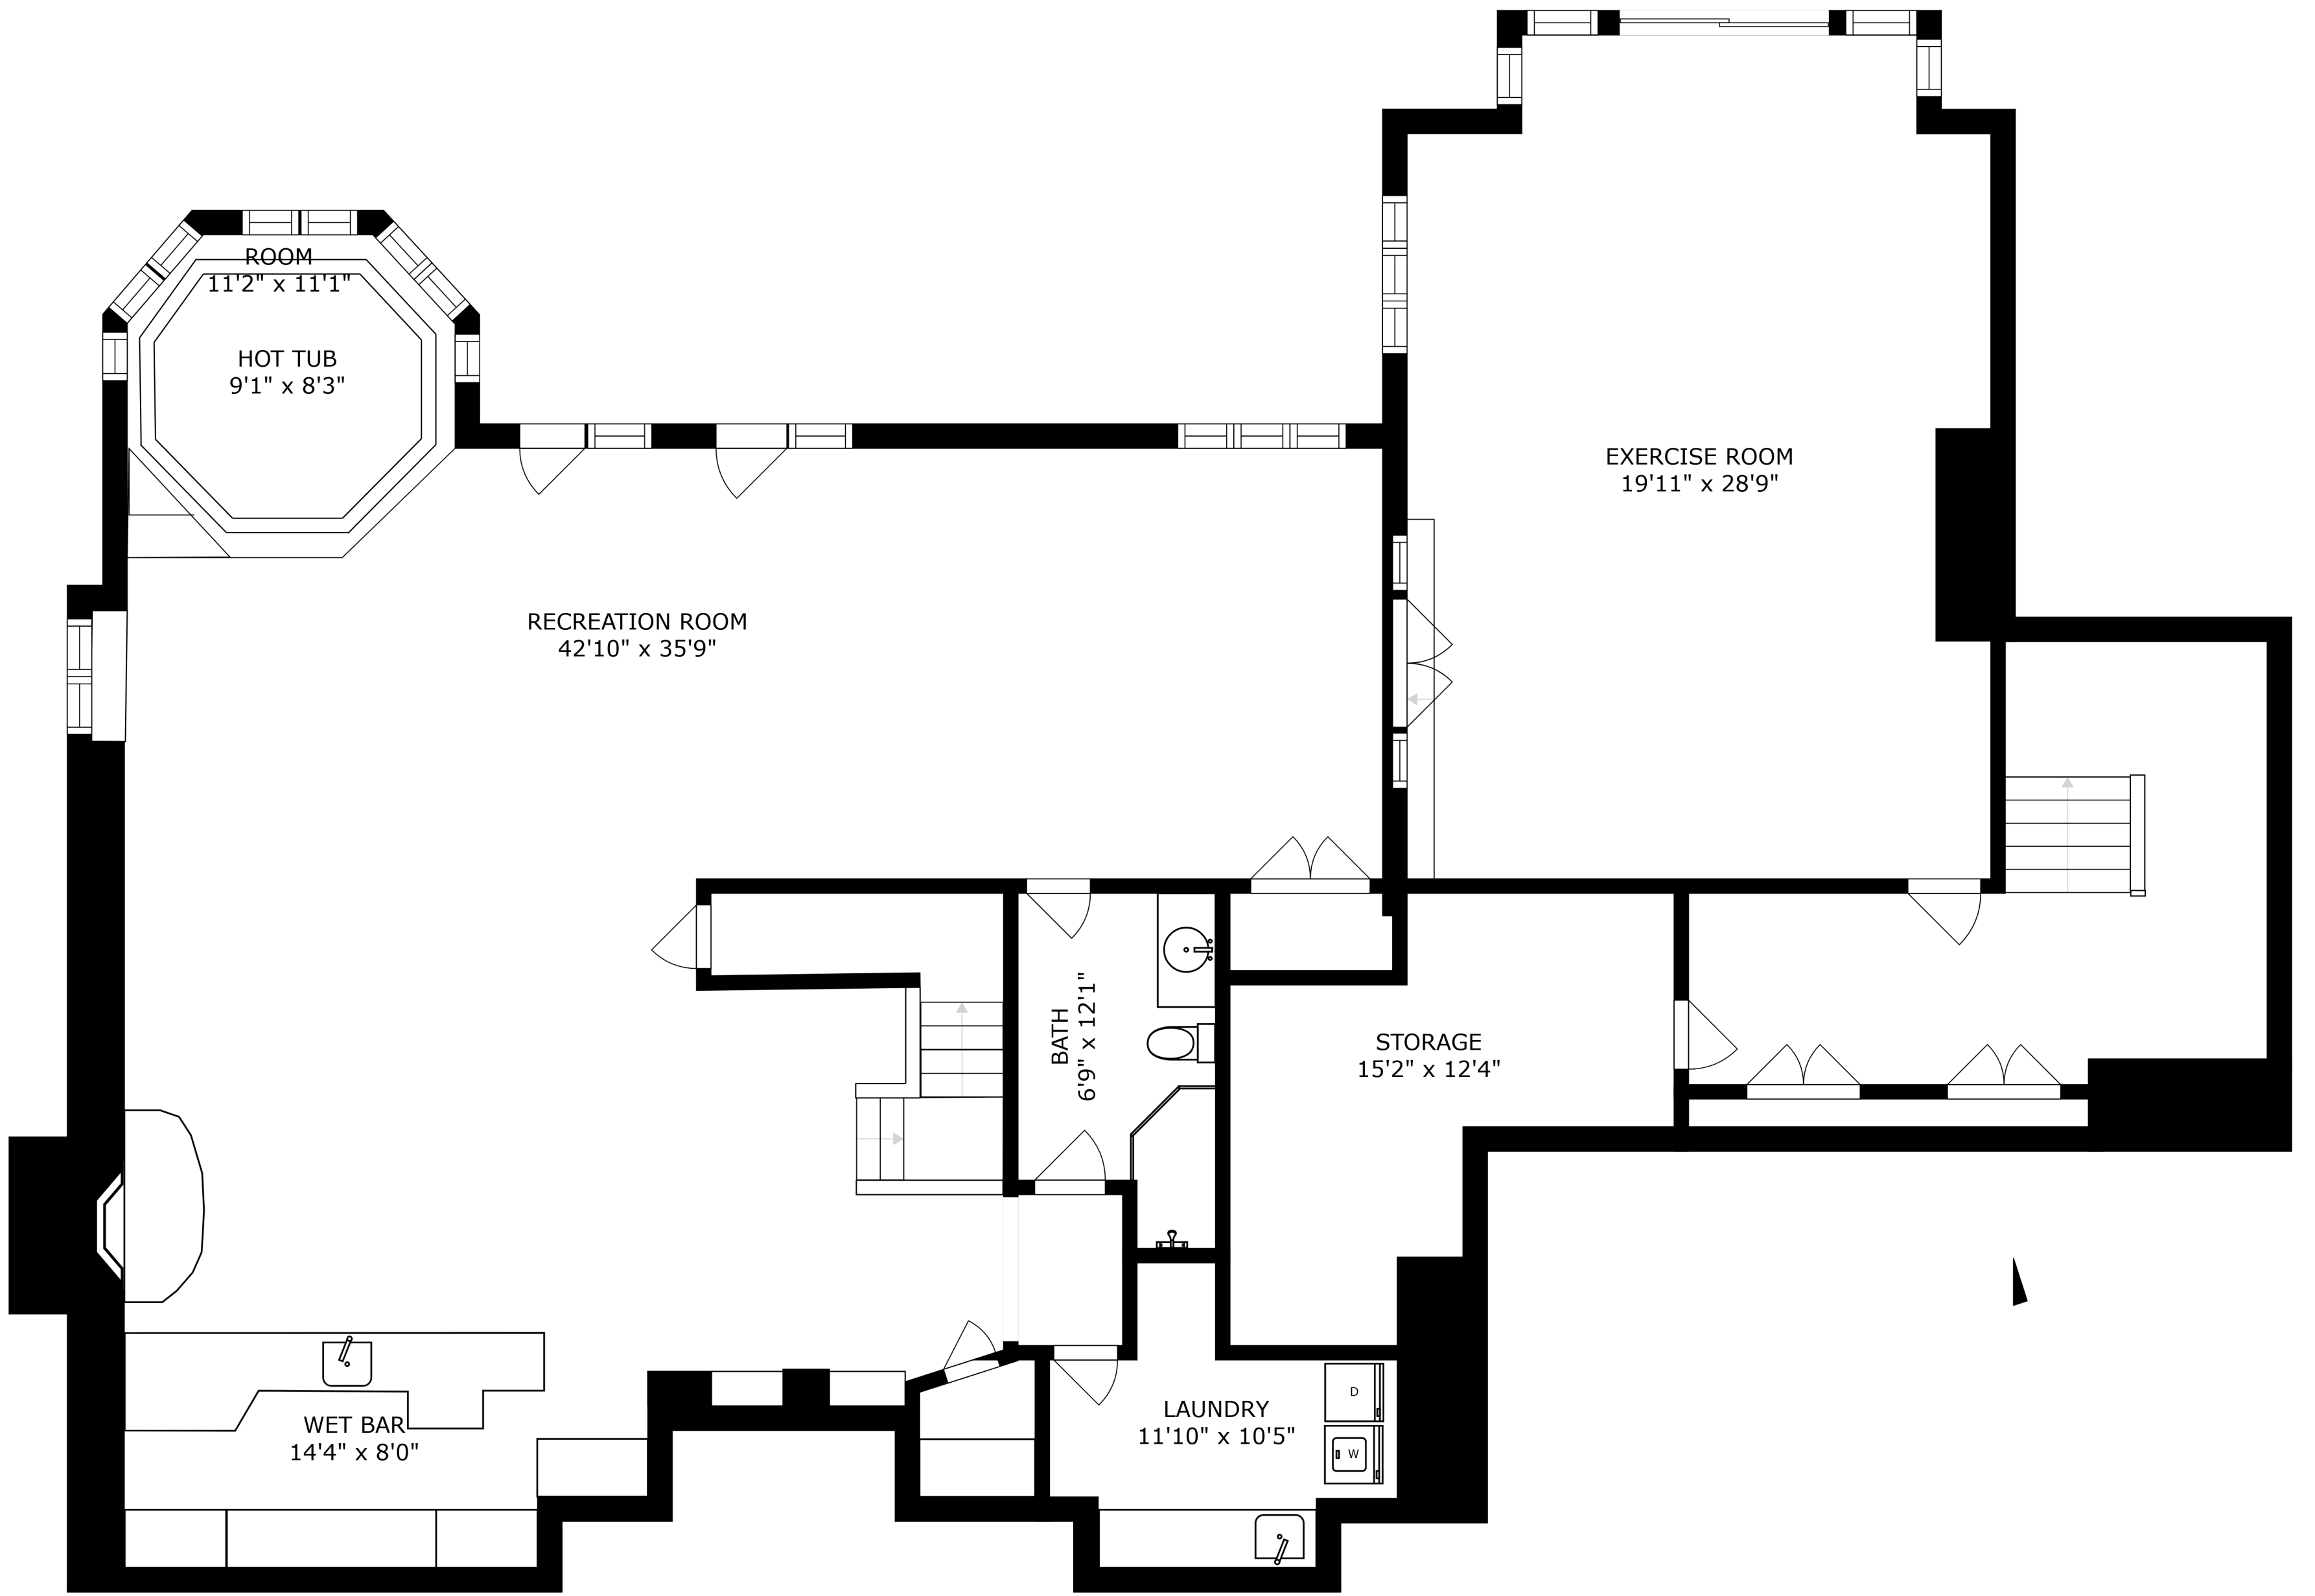 ROOM
11'2" x 11'1"
HOT TUB
9'1" x 8'3"
EXERCISE ROOM
19'11" x 28'9"
RECREATION ROOM
42'10" x 35'9"
BATH
6'9" x 12'1"
STORAGE
15'2" x 12'4"
D
W
LAUNDRY
11'10" x 10'5"
WET BAR
14'4" x 8'0"